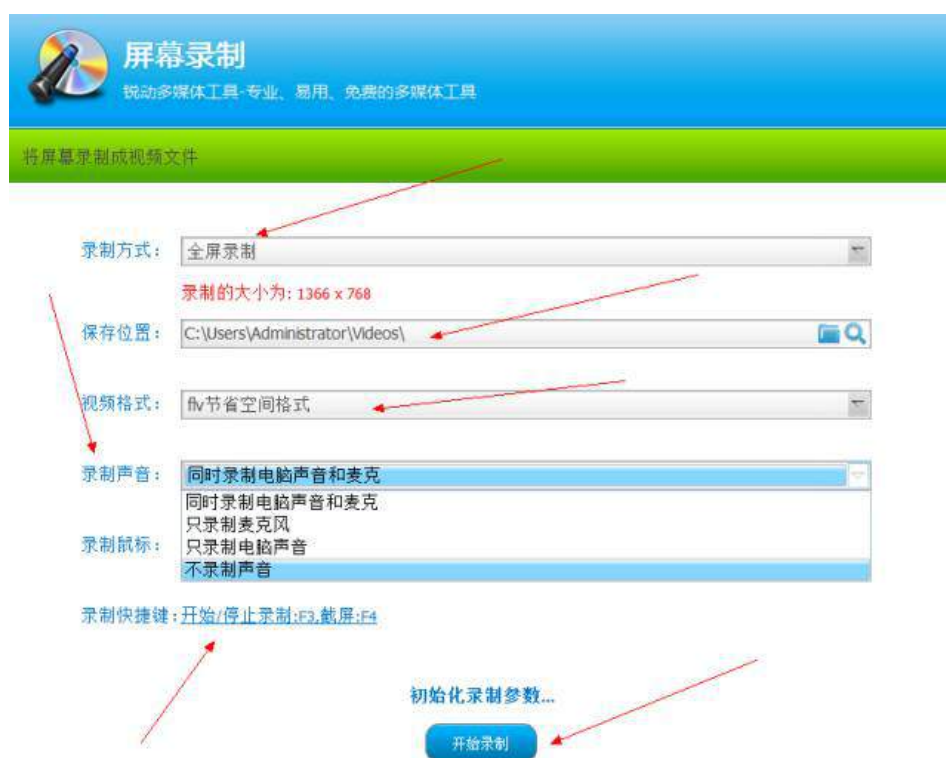 屏幕录制
锐动多媒体工具-专业、易用、免费的多媒体工具
将屏幕录制成视频文件
录制方式: 全屏录制
录制的大小为: 1366 x 768
保存位置: C:\Users\Administrator\Videos\
视频格式: flv节省空间格式
录制声音: 同时录制电脑声音和麦克
同时录制电脑声音和麦克
只录制麦克风
录制鼠标: 只录制电脑声音
不录制声音
录制快捷键:开始/停止录制:F3,截屏:F4
初始化录制参数...
开始录制